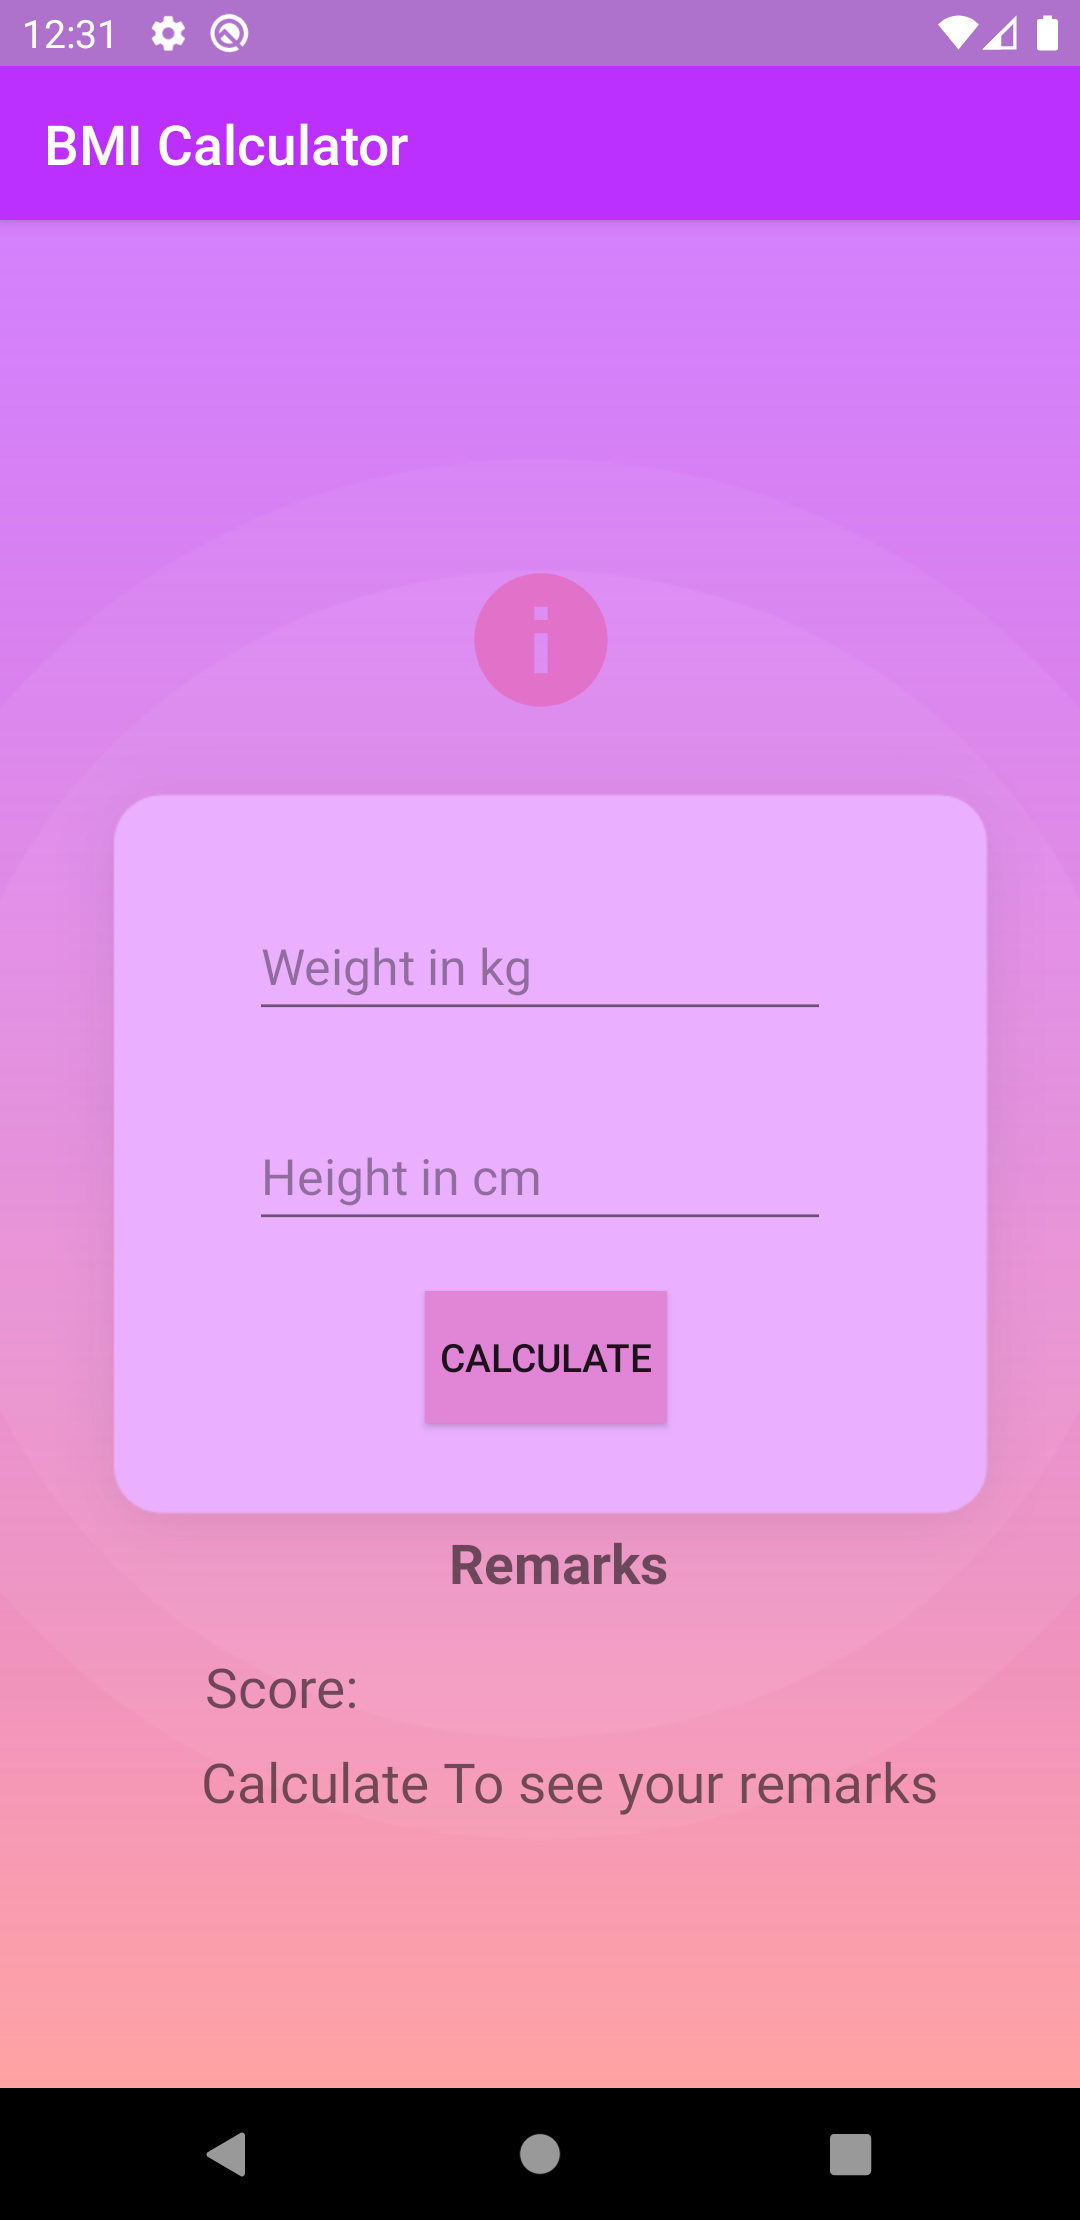 12:31
BMI Calculator
i
Weight in kg
Height in cm
CALCULATE
Remarks
Score:
Calculate To see your remarks